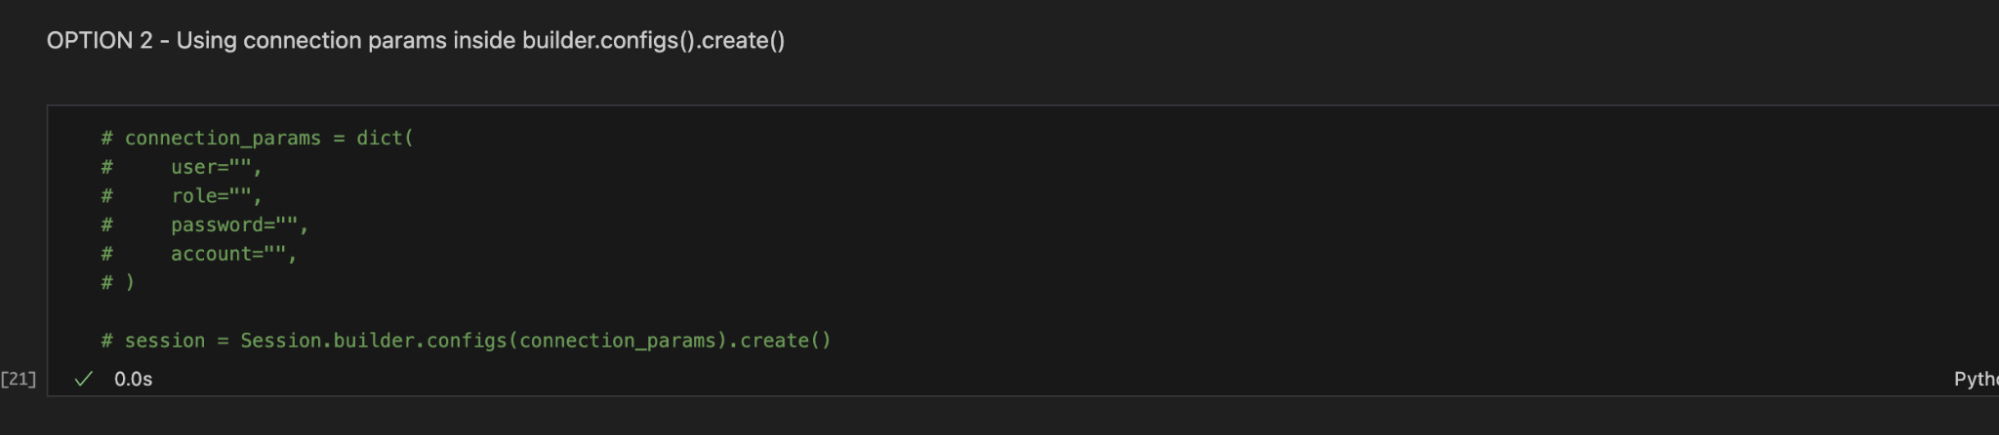 OPTION 2 - Using connection params inside builder.configs().create()
# connection_params = dict(
#     user="",
#     role="",
#     password="",
#     account="",
# )
# session = Session.builder.configs(connection_params).create()
[21] ✓ 0.0s